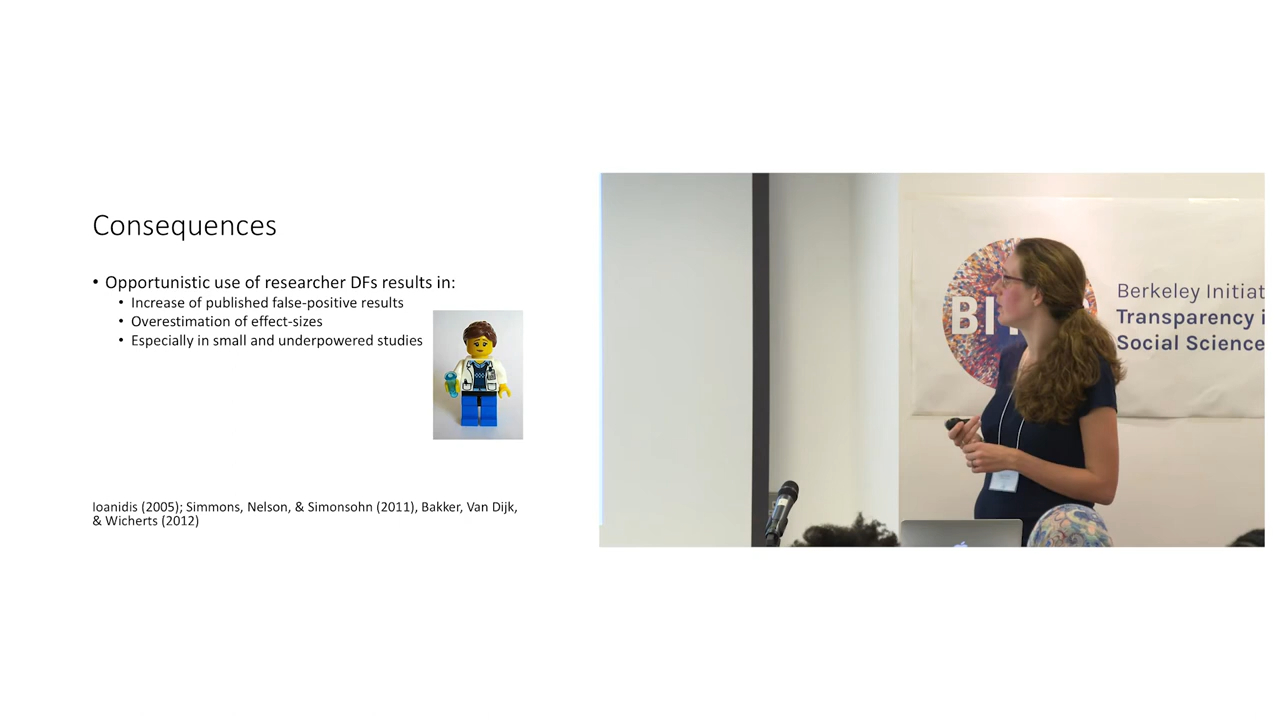 Consequences
• Opportunistic use of researcher DFs results in:
• Increase of published false-positive results
• Overestimation of effect-sizes
• Especially in small and underpowered studies
Ioanidis (2005); Simmons, Nelson, & Simonsohn (2011), Bakker, Van Dijk,
& Wicherts (2012)
BI
Berkeley Initiat
Transparency i
Social Science